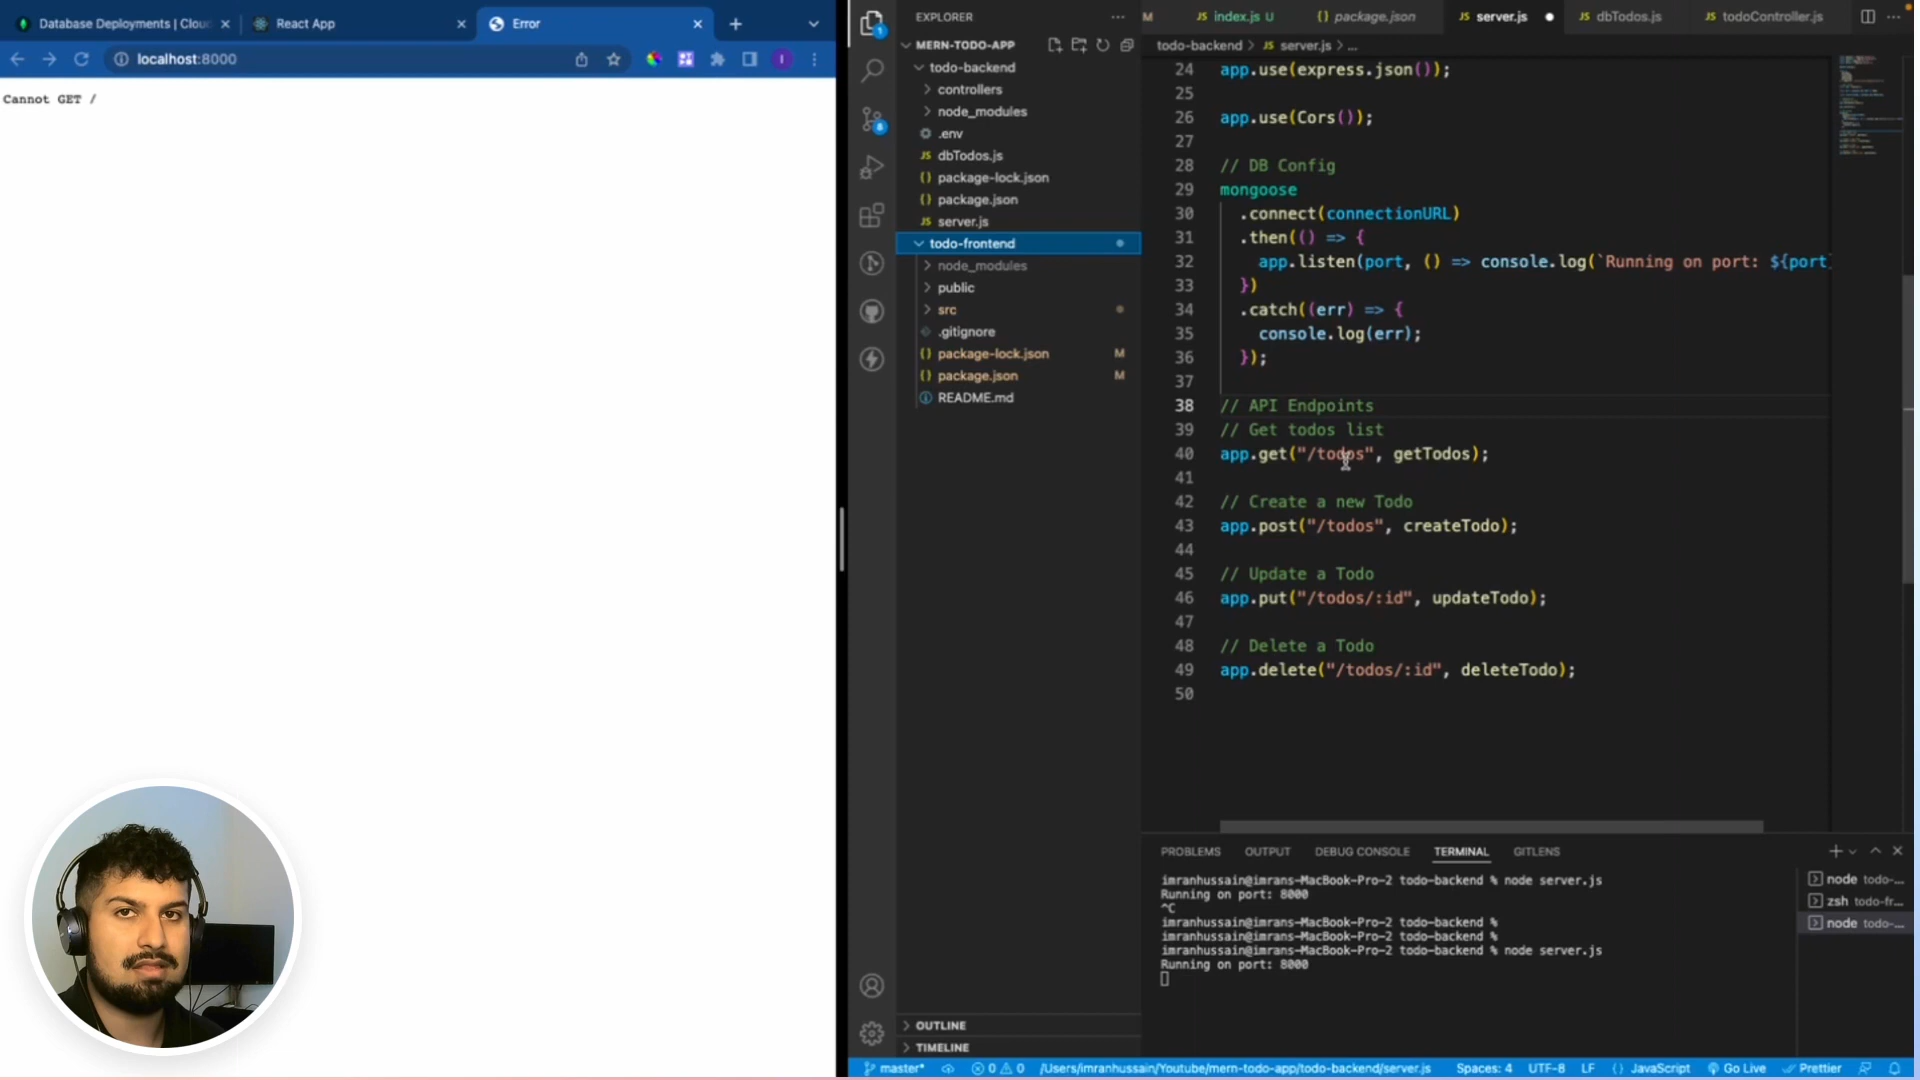 Database Deployments | Clou
React App
Error
localhost:8000
Cannot GET /
EXPLORER
MERN-TODO-APP
todo-backend
controllers
node_modules
.env
JS dbTodos.js
{} package-lock.json
{} package.json
JS server.js
todo-frontend
node_modules
public
src
.gitignore
{} package-lock.json M
{} package.json M
README.md
OUTLINE
TIMELINE
1
8
M
JS index.js U
{} package.json
JS server.js
JS dbTodos.js
JS todoController.js
todo-backend > JS server.js > ...
24 app.use(express.json());
25
26 app.use(Cors());
27
28 // DB Config
29 mongoose
30 .connect(connectionURL)
31 .then(() => {
32 app.listen(port, () => console.log(`Running on port: ${port}
33 })
34 .catch((err) => {
35 console.log(err);
36 });
37
38 // API Endpoints
39 // Get todos list
40 app.get("/todos", getTodos);
41
42 // Create a new Todo
43 app.post("/todos", createTodo);
44
45 // Update a Todo
46 app.put("/todos/:id", updateTodo);
47
48 // Delete a Todo
49 app.delete("/todos/:id", deleteTodo);
50
PROBLEMS OUTPUT DEBUG CONSOLE TERMINAL GITLENS
imranhussain@imrans-MacBook-Pro-2 todo-backend % node server.js
Running on port: 8000
^C
imranhussain@imrans-MacBook-Pro-2 todo-backend %
imranhussain@imrans-MacBook-Pro-2 todo-backend %
imranhussain@imrans-MacBook-Pro-2 todo-backend % node server.js
Running on port: 8000
node todo-...
zsh todo-fr...
node todo-...
master* 0 0 /Users/imranhussain/Youtube/mern-todo-app/todo-backend/server.js Spaces: 4 UTF-8 LF {} JavaScript Go Live Prettier